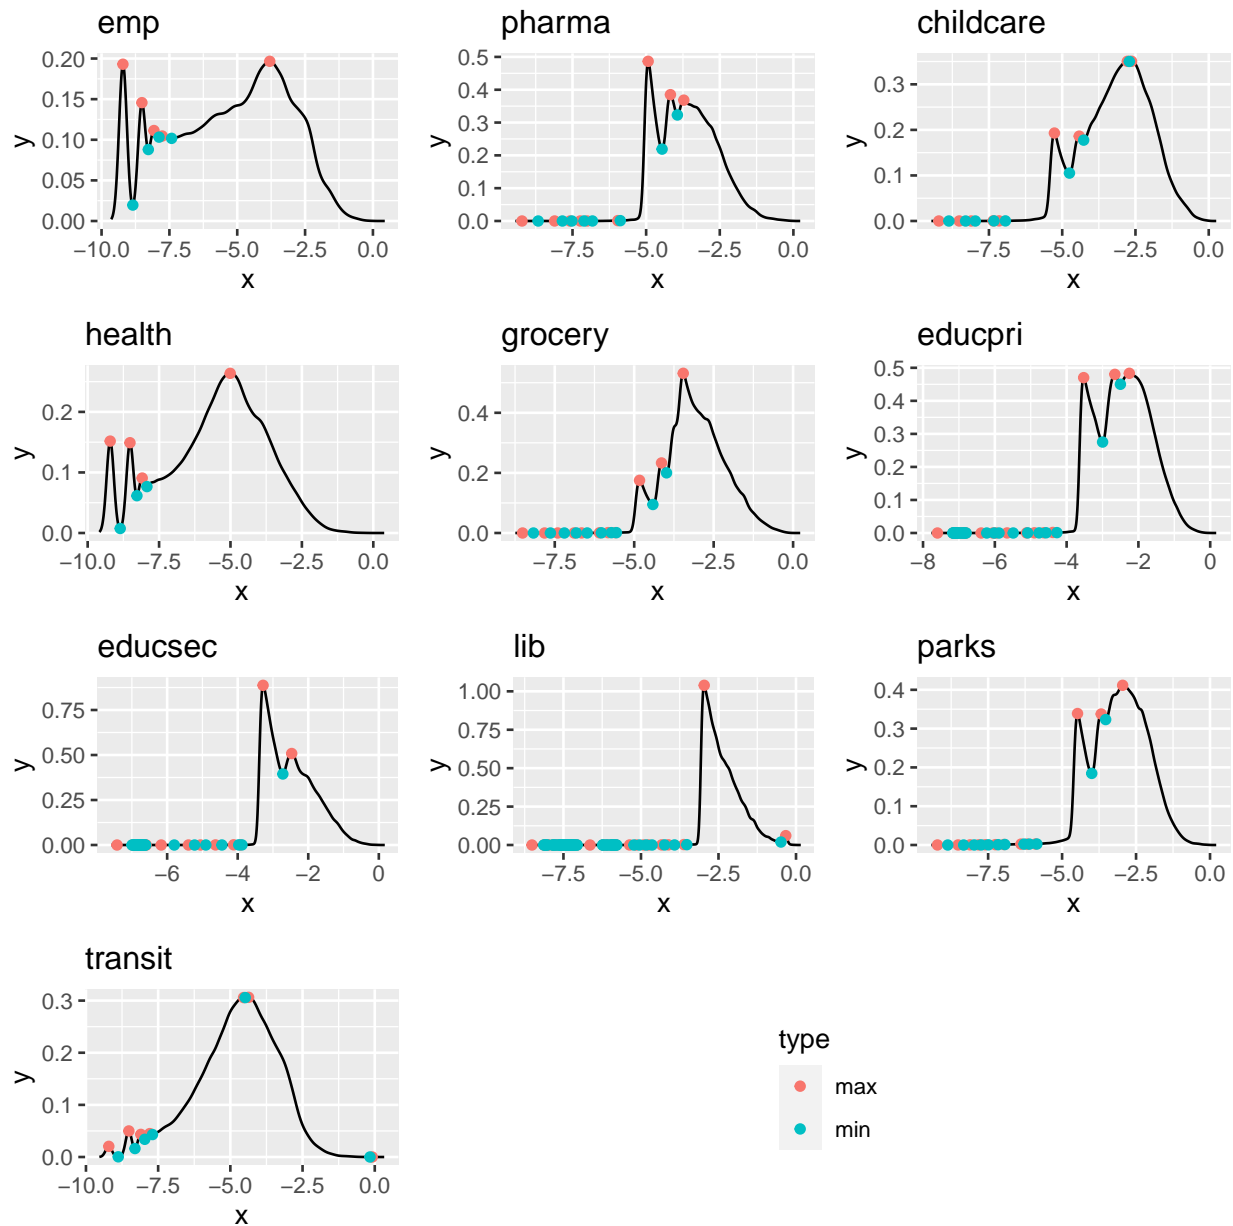 emp
pharma
childcare
0.20
0.15
0.10
0.05
0.00
y
−10.0 −7.5 −5.0 −2.5 0.0
x
0.5
0.4
0.3
0.2
0.1
0.0
y
−7.5 −5.0 −2.5 0.0
x
0.3
0.2
0.1
0.0
y
−7.5 −5.0 −2.5 0.0
x
health
grocery
educpri
0.2
0.1
0.0
y
−10.0 −7.5 −5.0 −2.5 0.0
x
0.4
0.2
0.0
y
−7.5 −5.0 −2.5 0.0
x
0.5
0.4
0.3
0.2
0.1
0.0
y
−8 −6 −4 −2 0
x
educsec
lib
parks
0.75
0.50
0.25
0.00
y
−6 −4 −2 0
x
1.00
0.75
0.50
0.25
0.00
y
−7.5 −5.0 −2.5 0.0
x
0.4
0.3
0.2
0.1
0.0
y
−7.5 −5.0 −2.5 0.0
x
transit
0.3
0.2
0.1
0.0
y
−10.0 −7.5 −5.0 −2.5 0.0
x
type
max
min